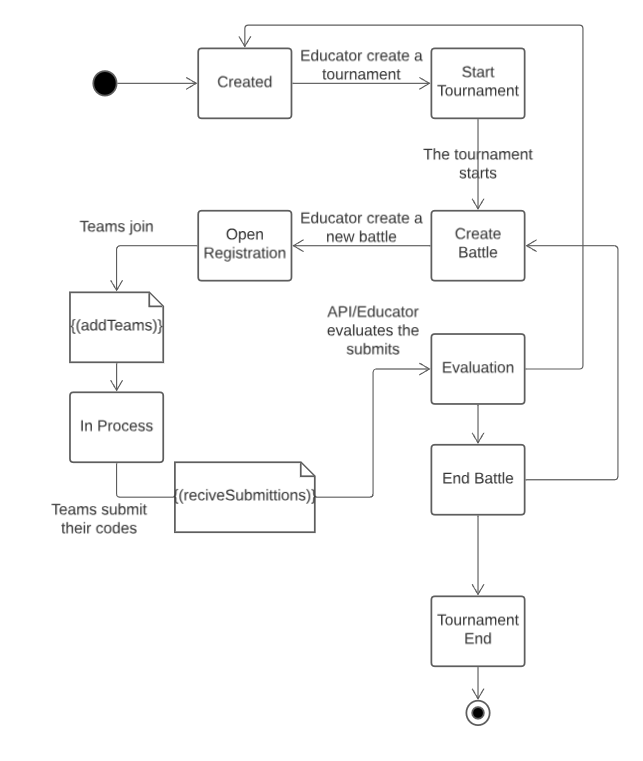 Educator create a
tournament
Created
Start
Tournament
The tournament
starts
Teams join
Open
Registration
Educator create a
new battle
Create
Battle
{(addTeams)}
API/Educator
evaluates the
submits
Evaluation
In Process
End Battle
{(reciveSubmittions)}
Teams submit
their codes
Tournament
End